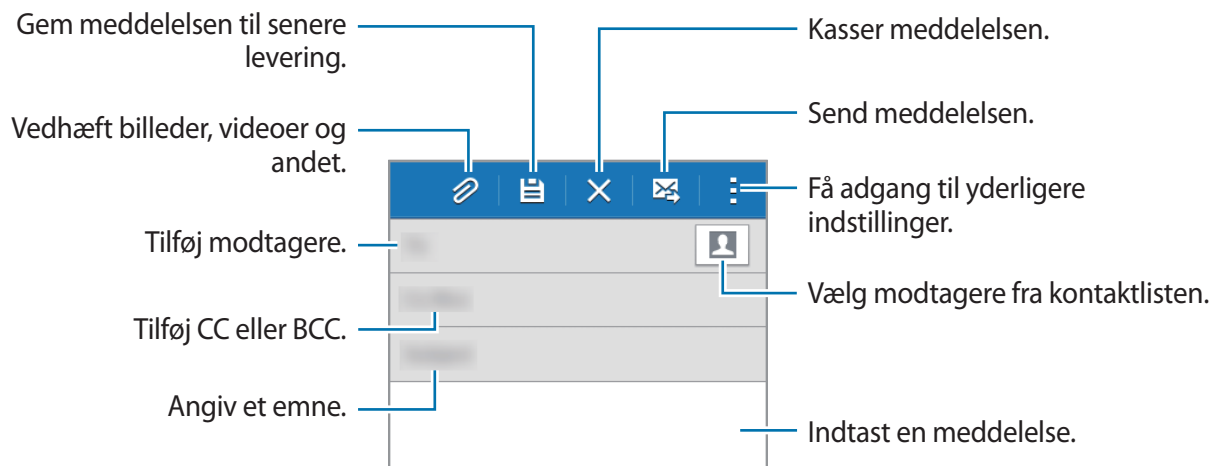 Gem meddelelsen til senere
levering.
Vedhæft billeder, videoer og
andet.
Tilføj modtagere.
Tilføj CC eller BCC.
Angiv et emne.
Kasser meddelelsen.
Send meddelelsen.
Få adgang til yderligere
indstillinger.
Vælg modtagere fra kontaktlisten.
Indtast en meddelelse.